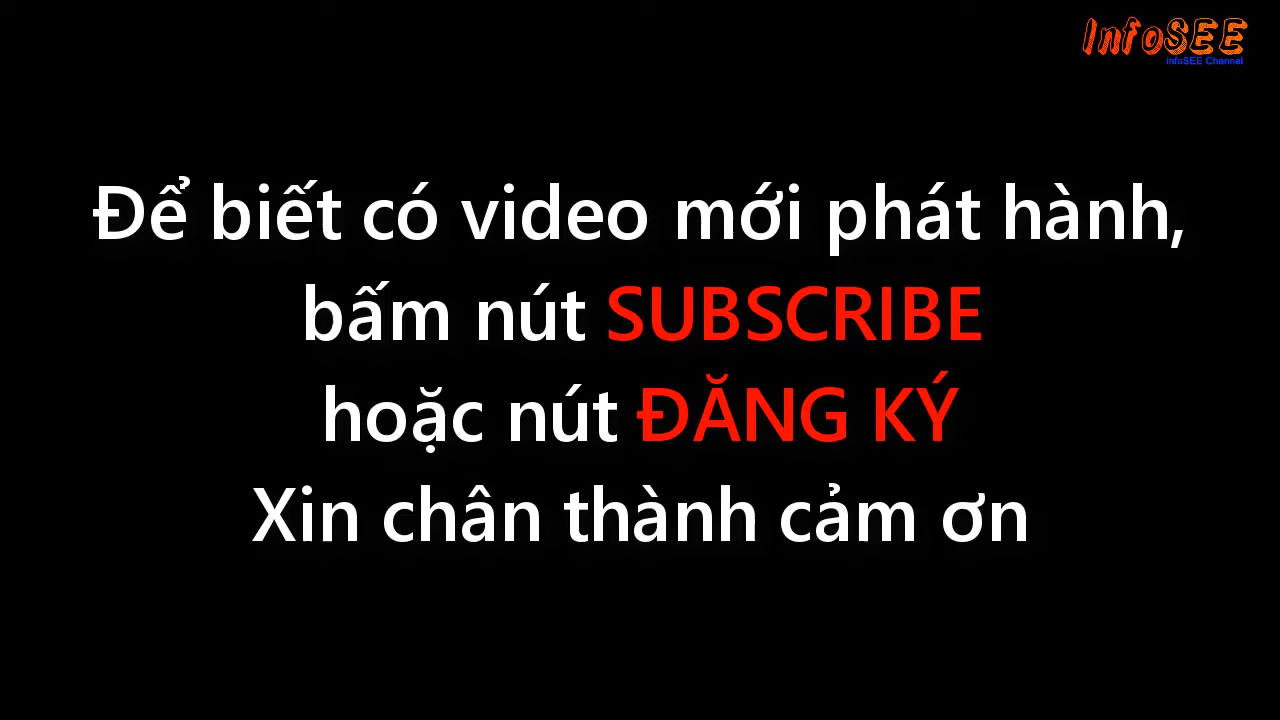 InfoSEE
infoSEE Channel
Để biết có video mới phát hành,
bấm nút SUBSCRIBE
hoặc nút ĐĂNG KÝ
Xin chân thành cảm ơn